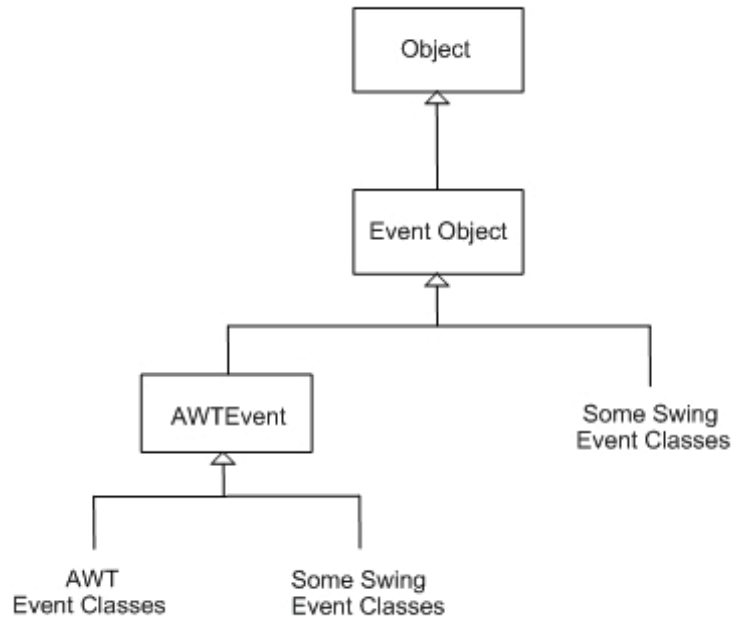 Object
Event Object
AWTEvent
Some Swing
Event Classes
AWT
Event Classes
Some Swing
Event Classes